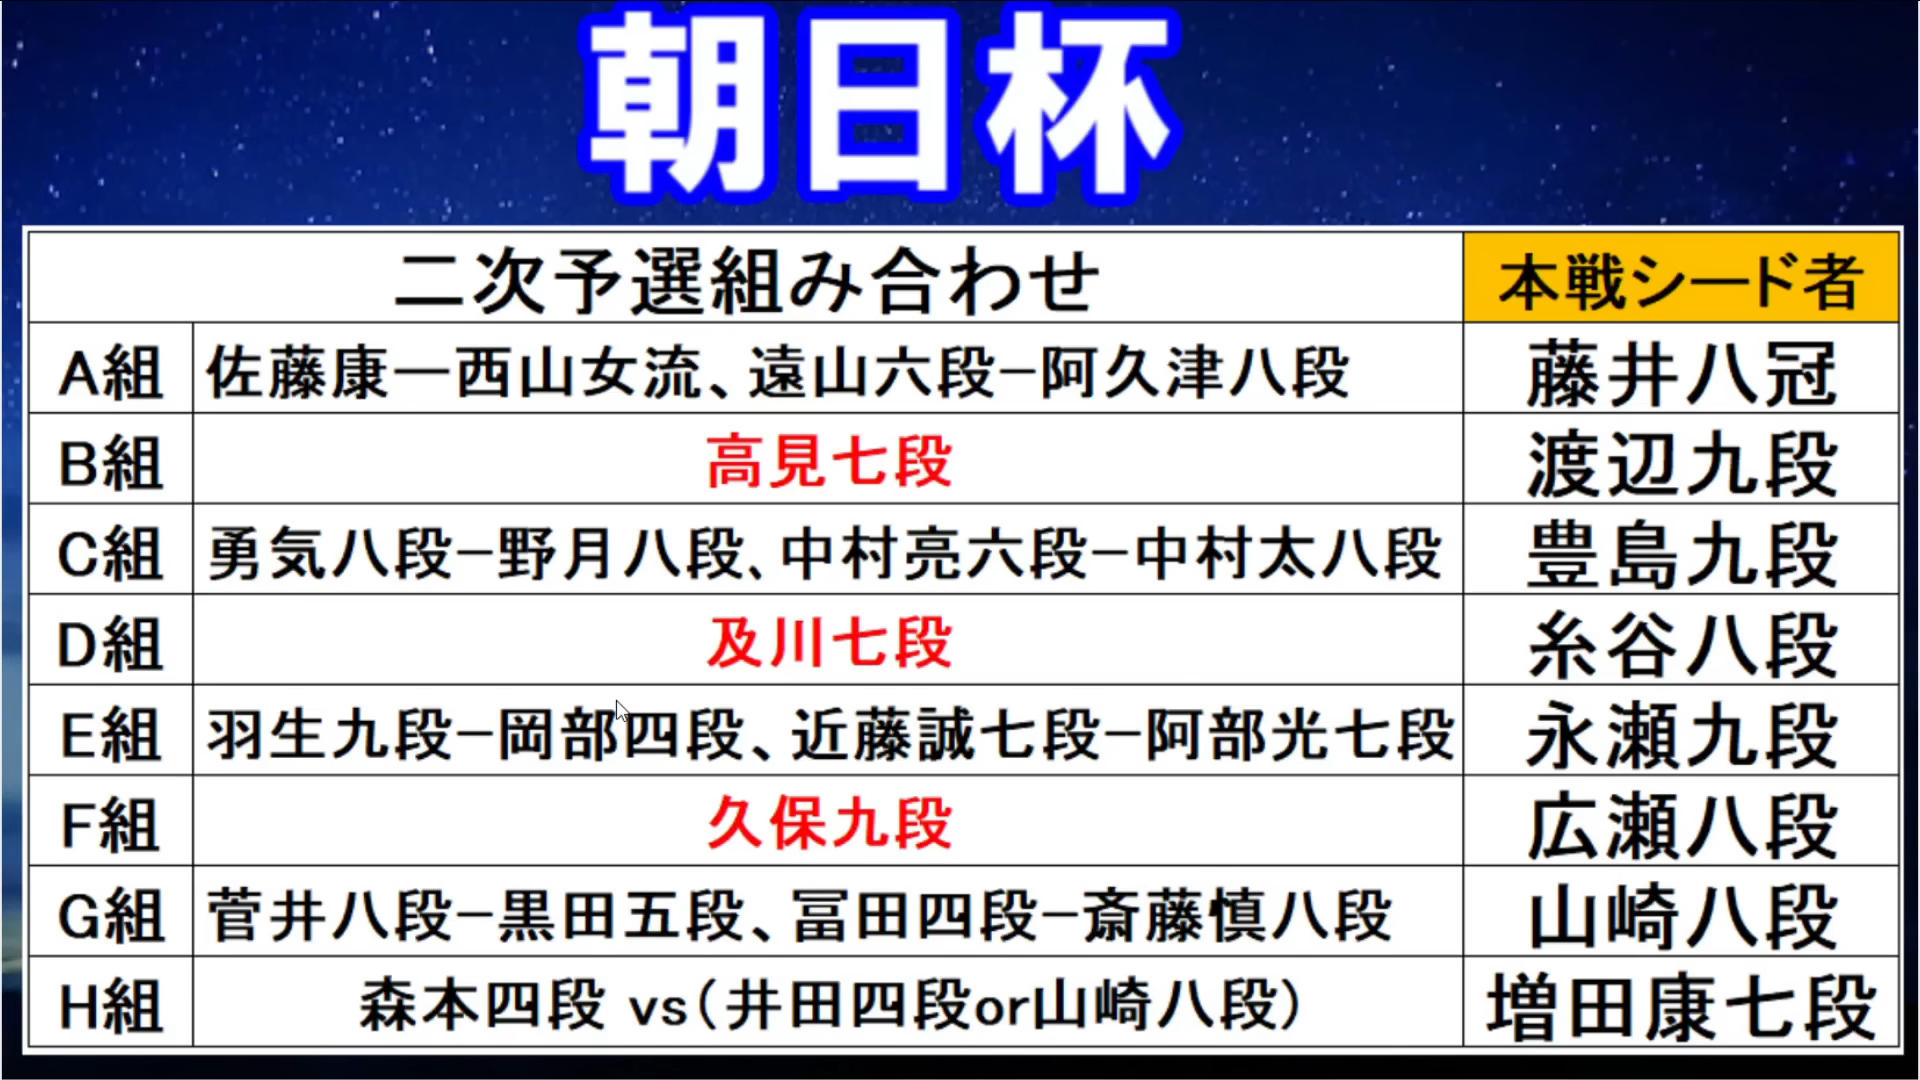 朝日杯
二次予選組み合わせ 本戦シード者
A組 佐藤康―西山女流、遠山六段−阿久津八段 藤井八冠
B組 高見七段 渡辺九段
C組 勇気八段−野月八段、中村亮六段−中村太八段 豊島九段
D組 及川七段 糸谷八段
E組 羽生九段−岡部四段、近藤誠七段−阿部光七段 永瀬九段
F組 久保九段 広瀬八段
G組 菅井八段−黒田五段、冨田四段−斎藤慎八段 山崎八段
H組 森本四段 vs（井田四段or山崎八段） 増田康七段